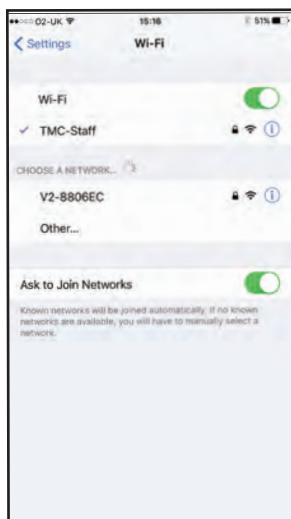 O2-UK 15:16 51%
Settings Wi-Fi
Wi-Fi
TMC-Staff
CHOOSE A NETWORK...
V2-8806EC
Other...
Ask to Join Networks
Known networks will be joined automatically. If no known
networks are available, you will have to manually select a
network.